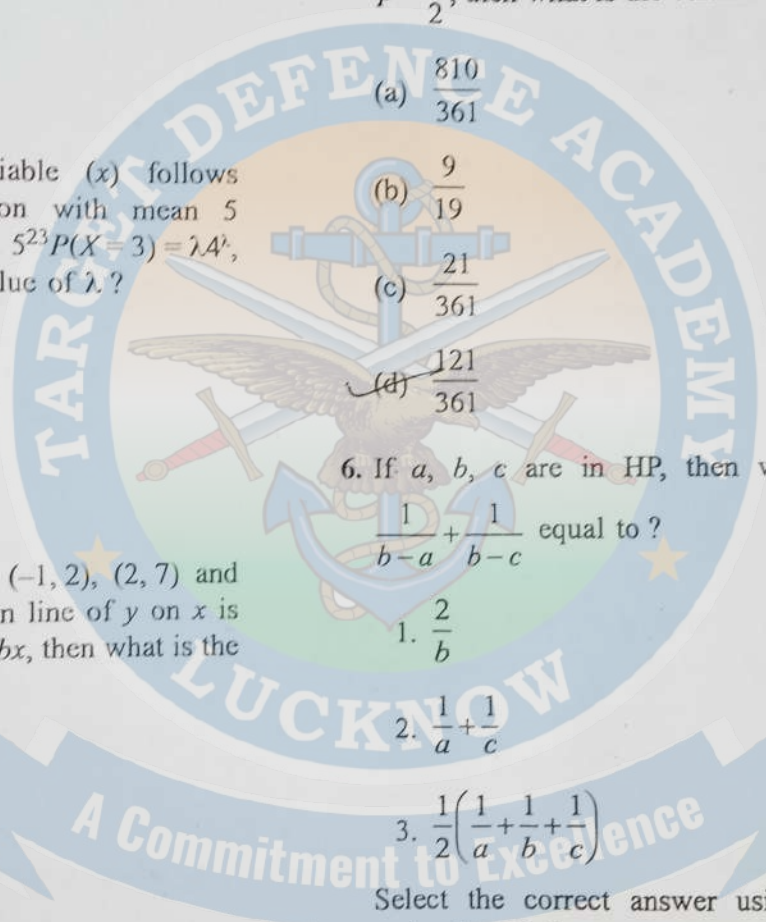 2
(a) 810/361
(b) 9/19
(c) 21/361
(d) 121/361
6. If a, b, c are in HP, then
1/(b−a) + 1/(b−c) equal to ?
1. 2/b
2. 1/a + 1/c
3. 1/2(1/a + 1/b + 1/c)
Select the correct answer usi
iable (x) follows
on with mean 5
5²³P(X = 3) = λ4^λ,
lue of λ ?
(−1, 2), (2, 7) and
n line of y on x is
bx, then what is the
TARGET DEFENCE ACADEMY
LUCKNOW
A Commitment to Excellence